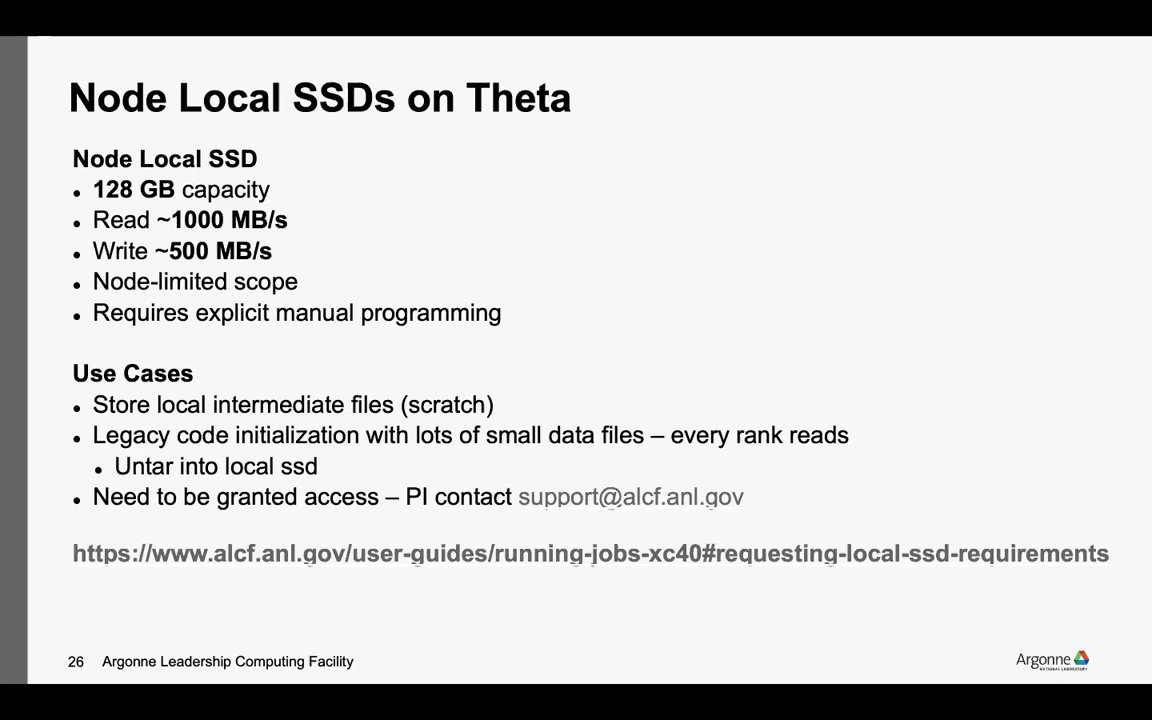 Node Local SSDs on Theta
Node Local SSD
• 128 GB capacity
• Read ~1000 MB/s
• Write ~500 MB/s
• Node-limited scope
• Requires explicit manual programming
Use Cases
• Store local intermediate files (scratch)
• Legacy code initialization with lots of small data files – every rank reads
• Untar into local ssd
• Need to be granted access – PI contact support@alcf.anl.gov
https://www.alcf.anl.gov/user-guides/running-jobs-xc40#requesting-local-ssd-requirements
26 Argonne Leadership Computing Facility
Argonne
NATIONAL LABORATORY